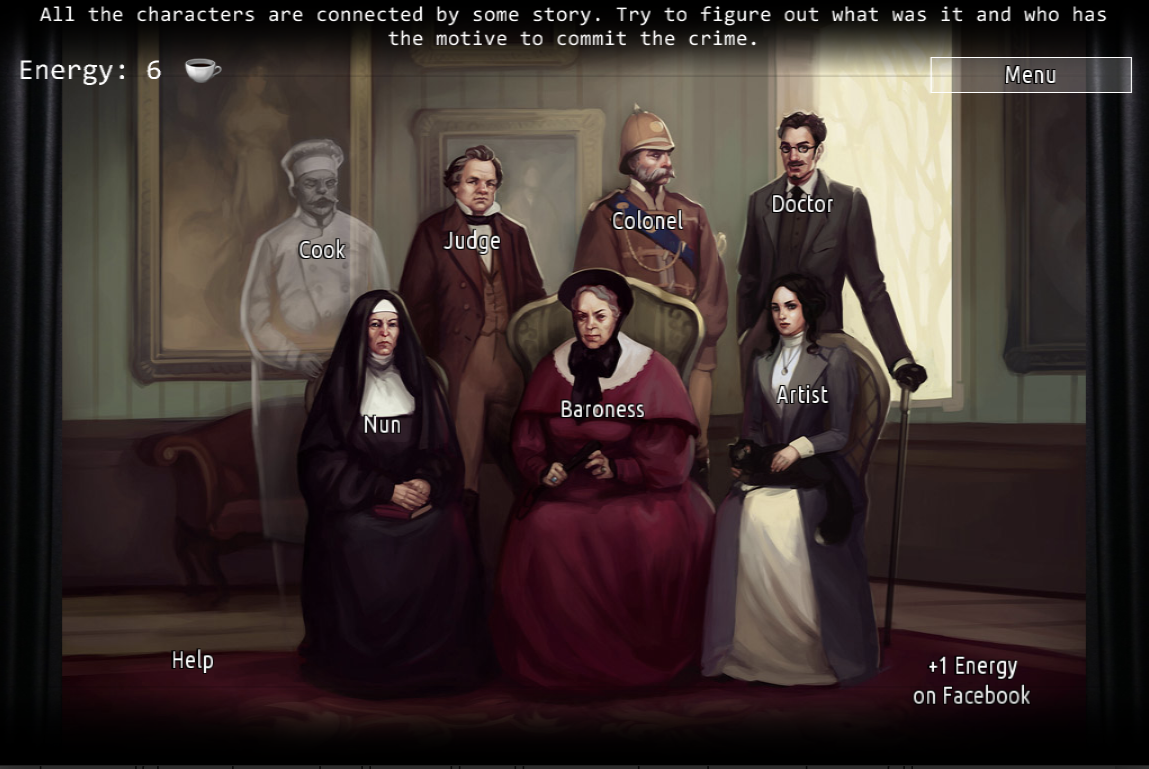 All the characters are connected by some story. Try to figure out what was it and who has
the motive to commit the crime.
Energy: 6
Menu
Cook
Judge
Colonel
Doctor
Nun
Baroness
Artist
Help
+1 Energy
on Facebook